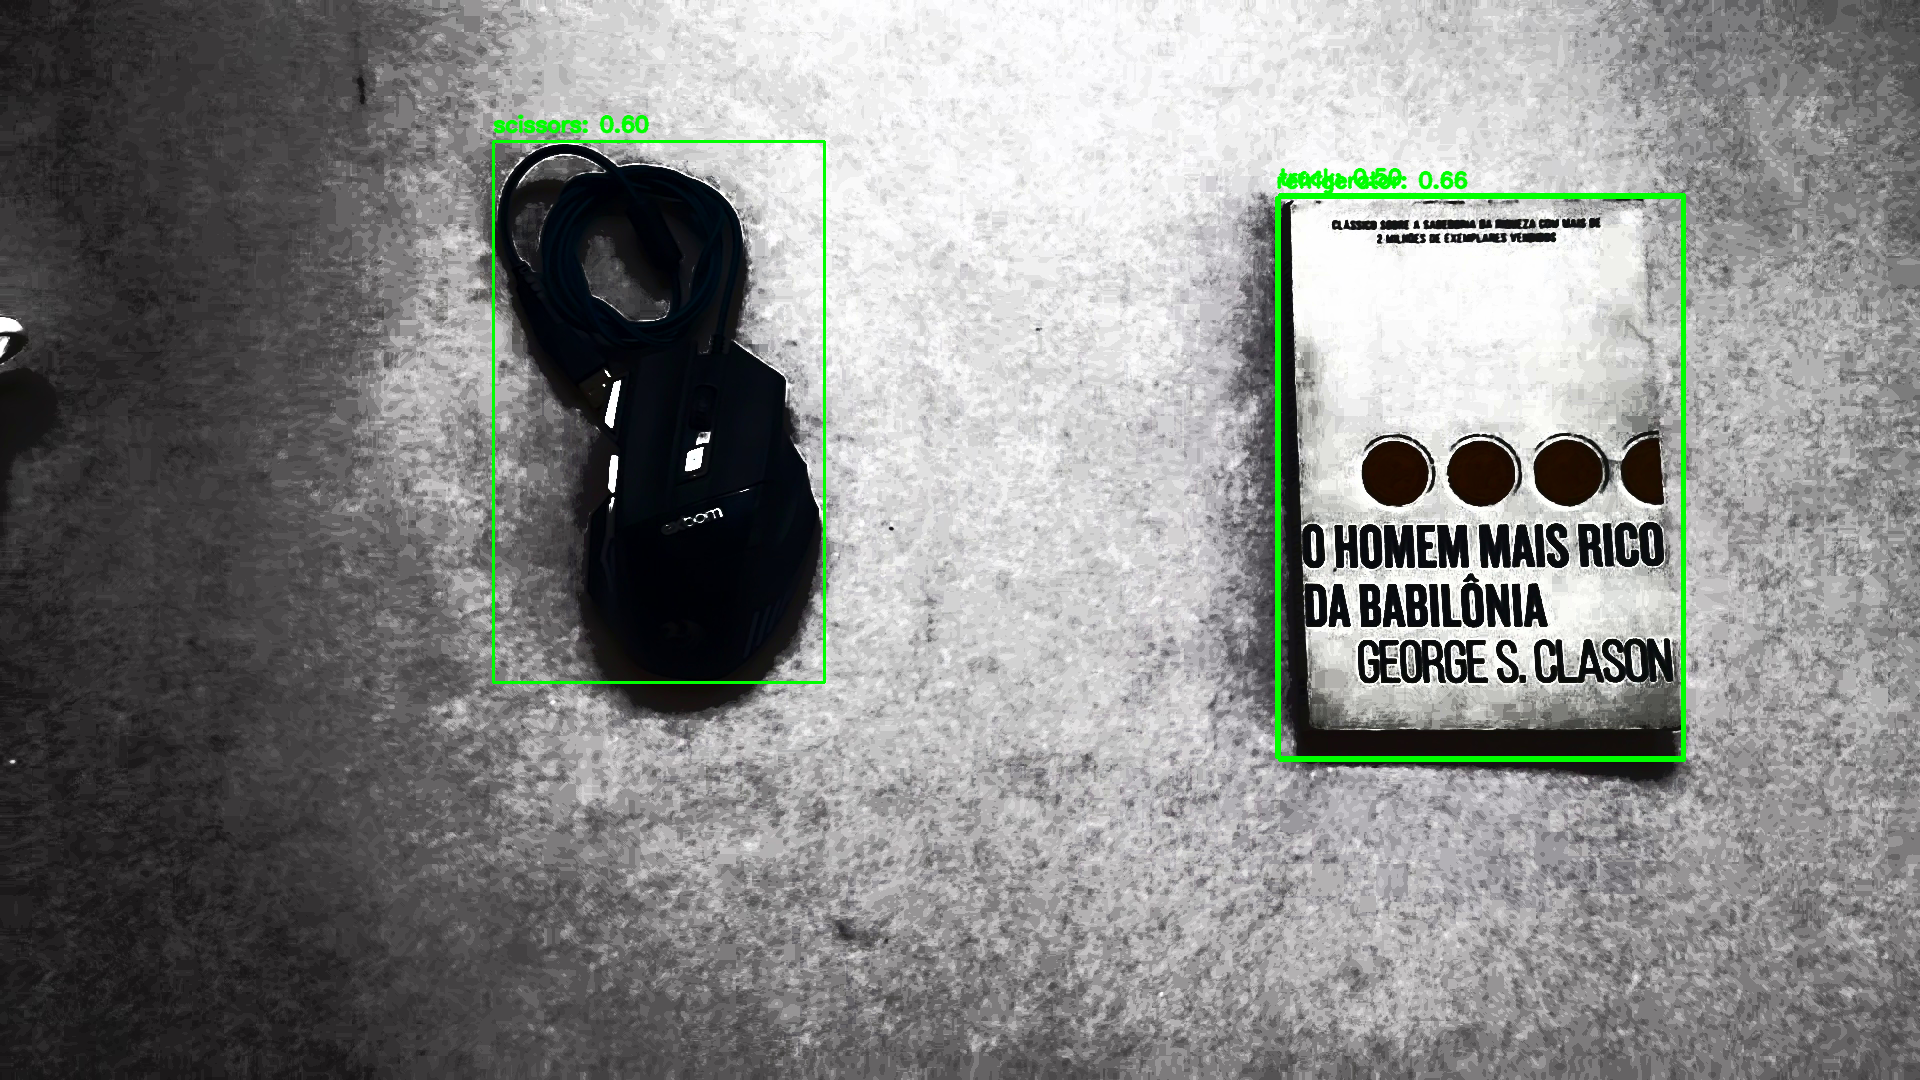 scissors: 0.60
refrigerator: 0.66
CLÁSSICO SOBRE A SABEDORIA DA RIQUEZA COM MAIS DE
2 MILHÕES DE EXEMPLARES VENDIDOS
O HOMEM MAIS RICO
DA BABILÔNIA
GEORGE S. CLASON